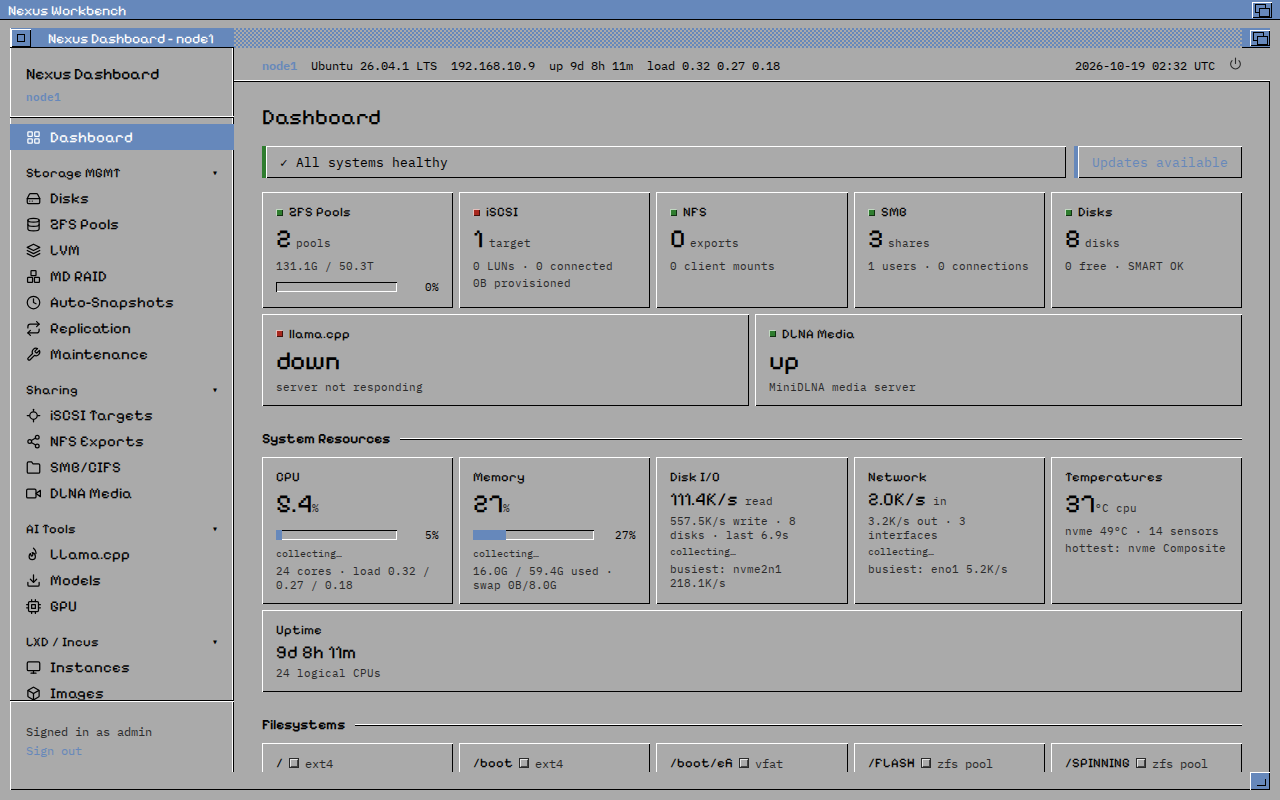 Nexus Workbench
Nexus Dashboard - node1
Nexus Dashboard
node1
node1 Ubuntu 26.04.1 LTS 192.168.10.9 up 9d 8h 11m load 0.32 0.27 0.18 2026-10-19 02:32 UTC
Dashboard
Storage MGMT
Disks
ZFS Pools
LVM
MD RAID
Auto-Snapshots
Replication
Maintenance
Sharing
iSCSI Targets
NFS Exports
SMB/CIFS
DLNA Media
AI Tools
LLama.cpp
Models
GPU
LXD / Incus
Instances
Images
Signed in as admin
Sign out
Dashboard
✓ All systems healthy
Updates available
ZFS Pools
2 pools
131.1G / 50.3T
0%
iSCSI
1 target
0 LUNs · 0 connected
0B provisioned
NFS
0 exports
0 client mounts
SMB
3 shares
1 users · 0 connections
Disks
8 disks
0 free · SMART OK
llama.cpp
down
server not responding
DLNA Media
up
MiniDLNA media server
System Resources
CPU
5.4%
5%
collecting…
24 cores · load 0.32 /
0.27 / 0.18
Memory
27%
27%
collecting…
16.0G / 59.4G used ·
swap 0B/8.0G
Disk I/O
111.4K/s read
557.5K/s write · 8
disks · last 6.9s
collecting…
busiest: nvme2n1
218.1K/s
Network
2.0K/s in
3.2K/s out · 3
interfaces
collecting…
busiest: eno1 5.2K/s
Temperatures
37°C cpu
nvme 49°C · 14 sensors
hottest: nvme Composite
Uptime
9d 8h 11m
24 logical CPUs
Filesystems
/ ext4
/boot ext4
/boot/efi vfat
/FLASH zfs pool
/SPINNING zfs pool